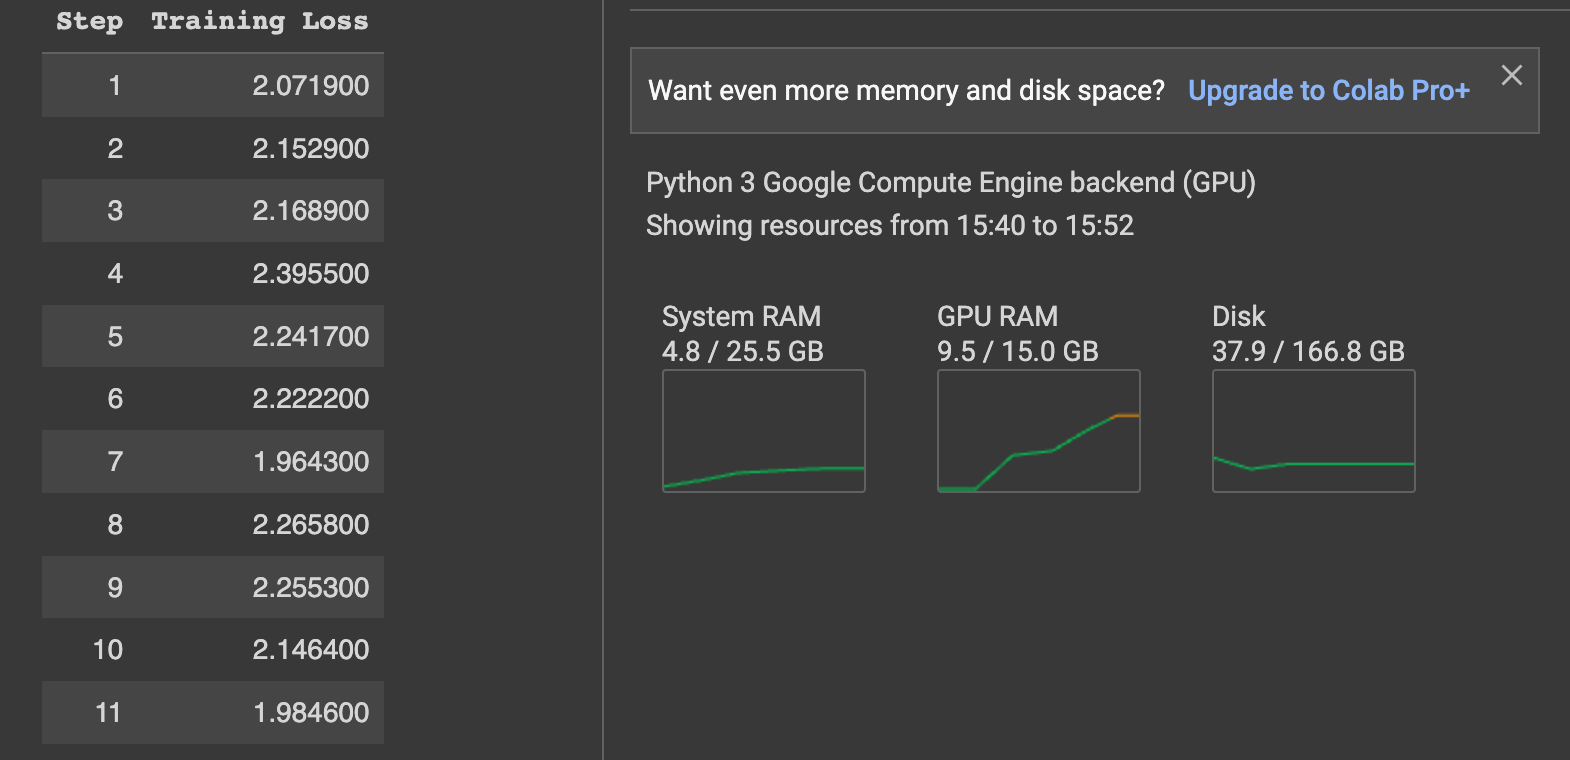 Step Training Loss
1 2.071900
2 2.152900
3 2.168900
4 2.395500
5 2.241700
6 2.222200
7 1.964300
8 2.265800
9 2.255300
10 2.146400
11 1.984600
Want even more memory and disk space? Upgrade to Colab Pro+
Python 3 Google Compute Engine backend (GPU)
Showing resources from 15:40 to 15:52
System RAM
4.8 / 25.5 GB
GPU RAM
9.5 / 15.0 GB
Disk
37.9 / 166.8 GB